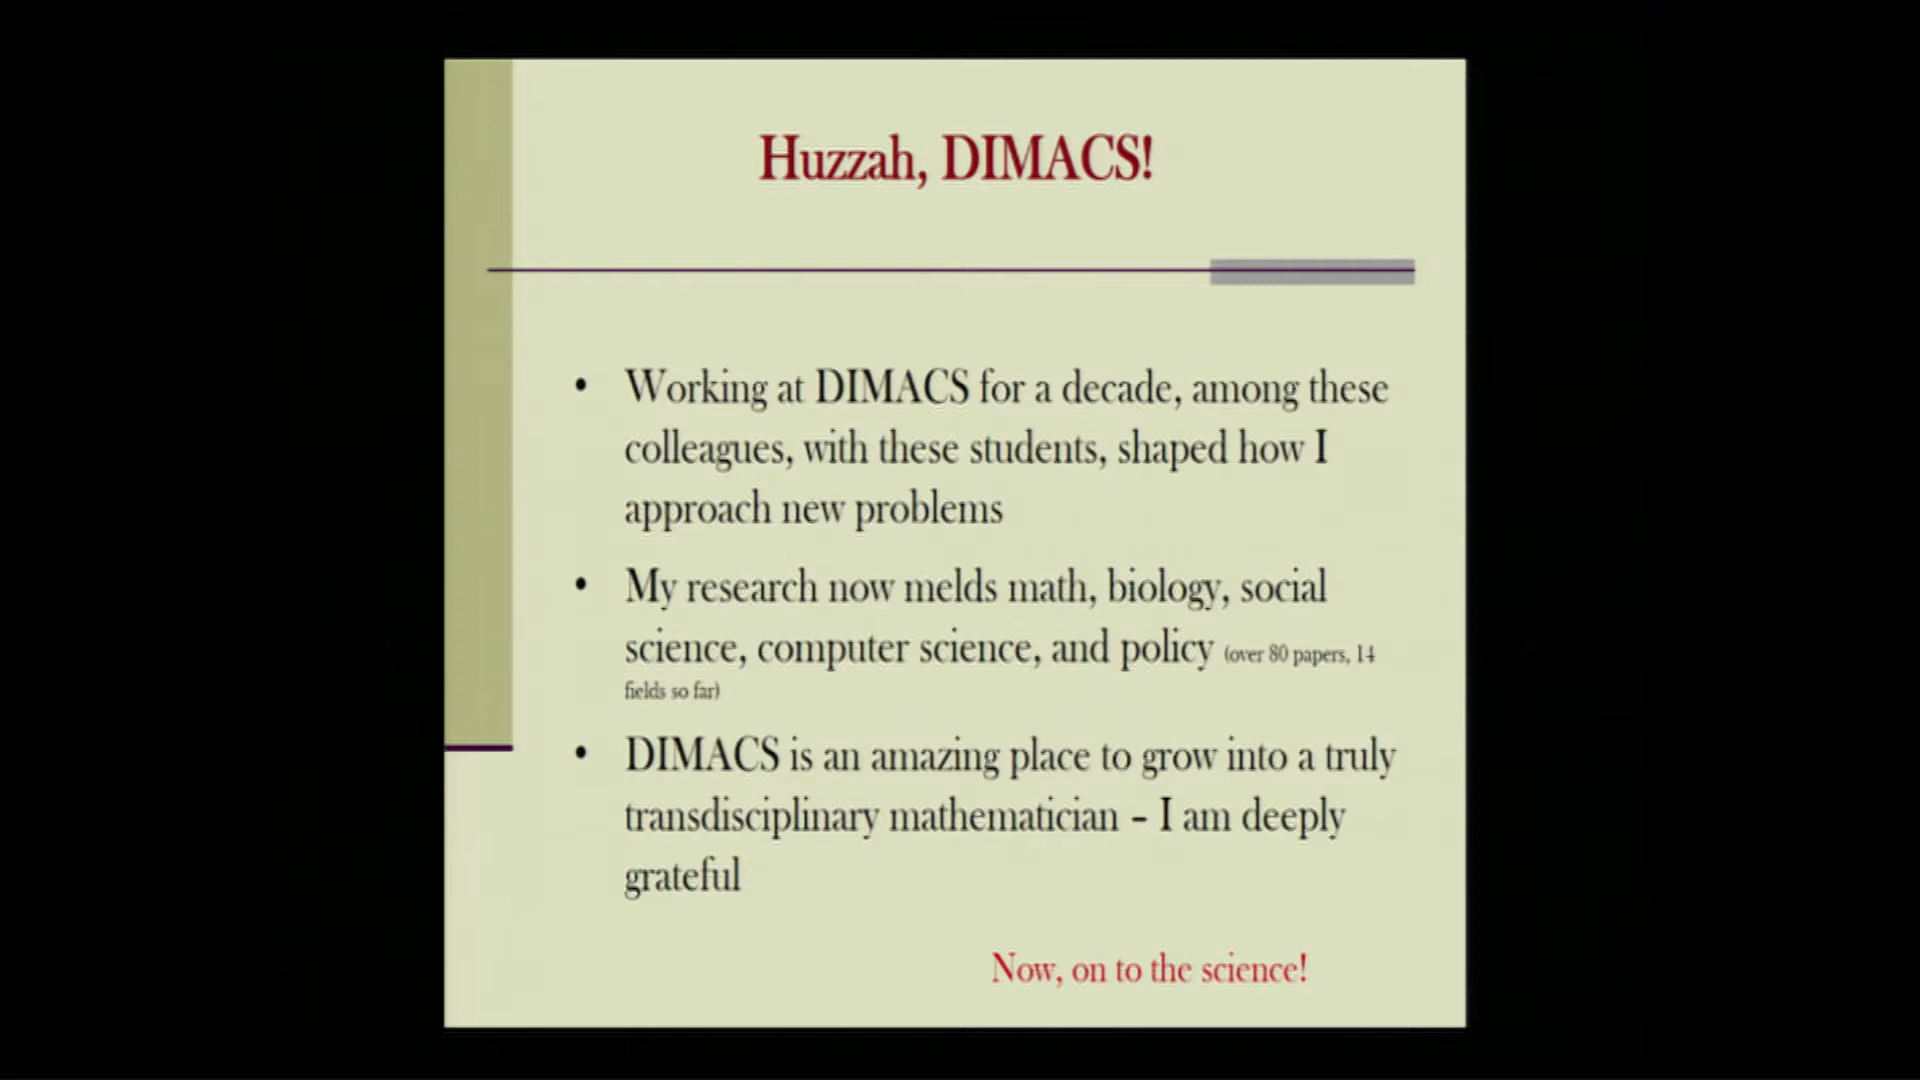 Huzzah, DIMACS!
• Working at DIMACS for a decade, among these
colleagues, with these students, shaped how I
approach new problems
• My research now melds math, biology, social
science, computer science, and policy (over 80 papers, 14
fields so far)
• DIMACS is an amazing place to grow into a truly
transdisciplinary mathematician – I am deeply
grateful
Now, on to the science!